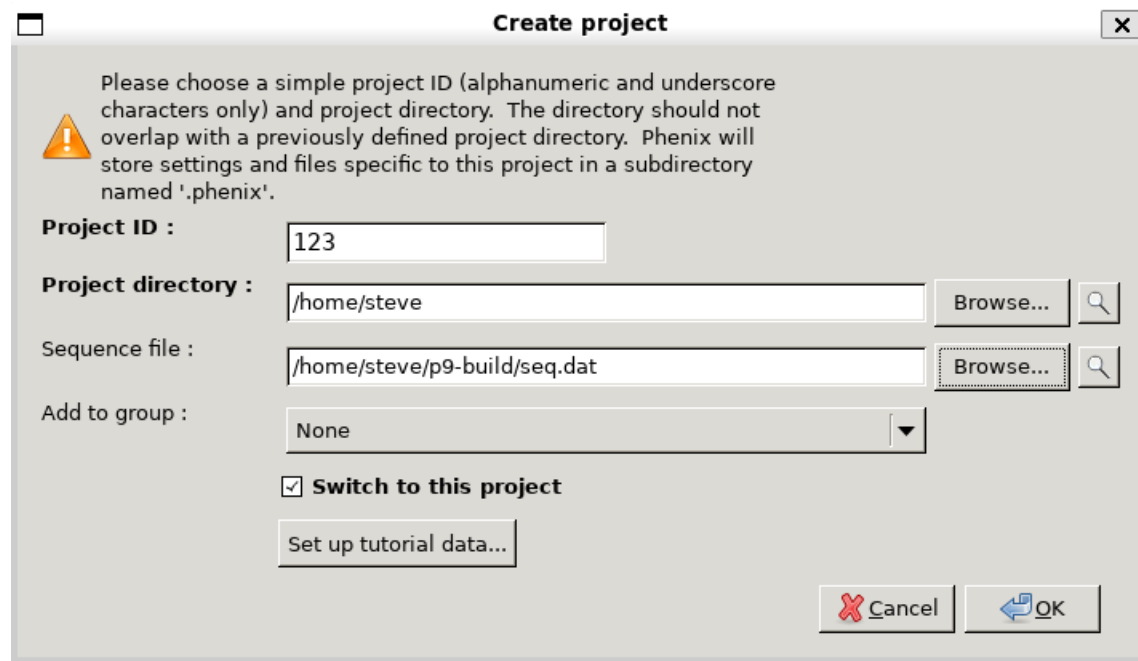 Create project
Please choose a simple project ID (alphanumeric and underscore
characters only) and project directory.  The directory should not
overlap with a previously defined project directory.  Phenix will
store settings and files specific to this project in a subdirectory
named '.phenix'.
Project ID :
123
Project directory :
/home/steve
Browse...
Sequence file :
/home/steve/p9-build/seq.dat
Browse...
Add to group :
None
Switch to this project
Set up tutorial data...
Cancel
OK